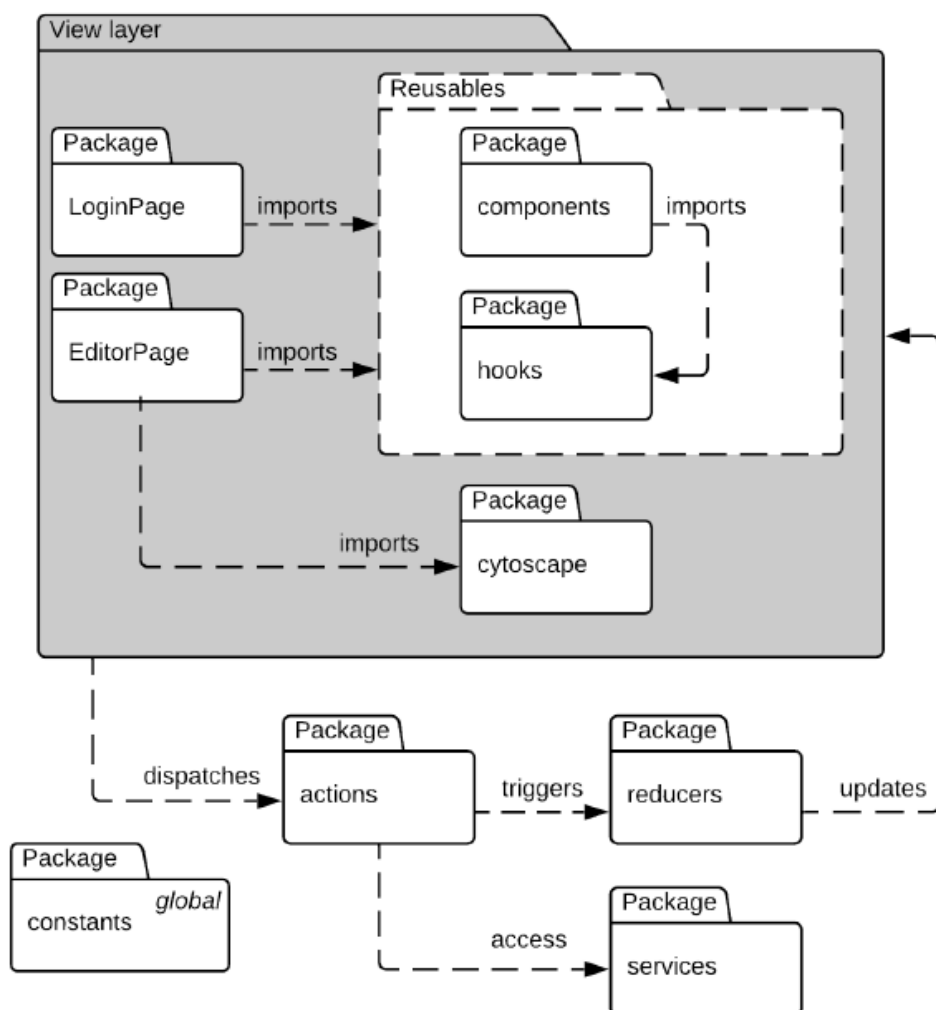 View layer
Reusables
Package
LoginPage
imports
Package
components
imports
Package
EditorPage
imports
Package
hooks
imports
Package
cytoscape
dispatches
Package
actions
triggers
Package
reducers
updates
Package
global
constants
access
Package
services